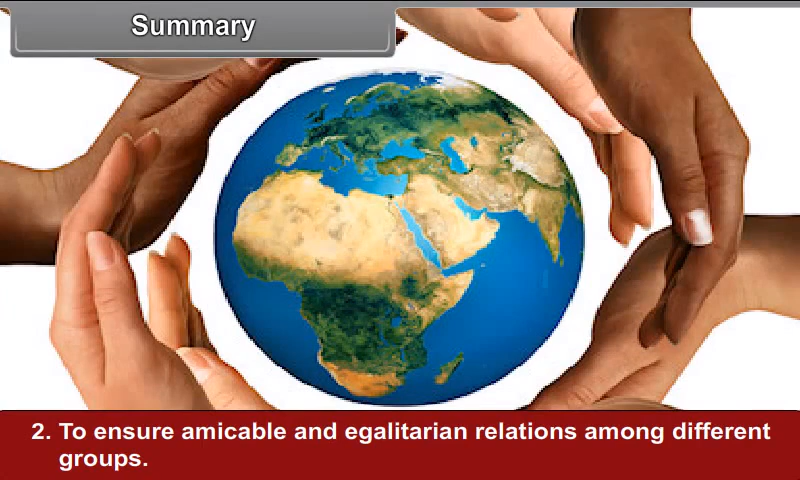 Summary
2. To ensure amicable and egalitarian relations among different
groups.